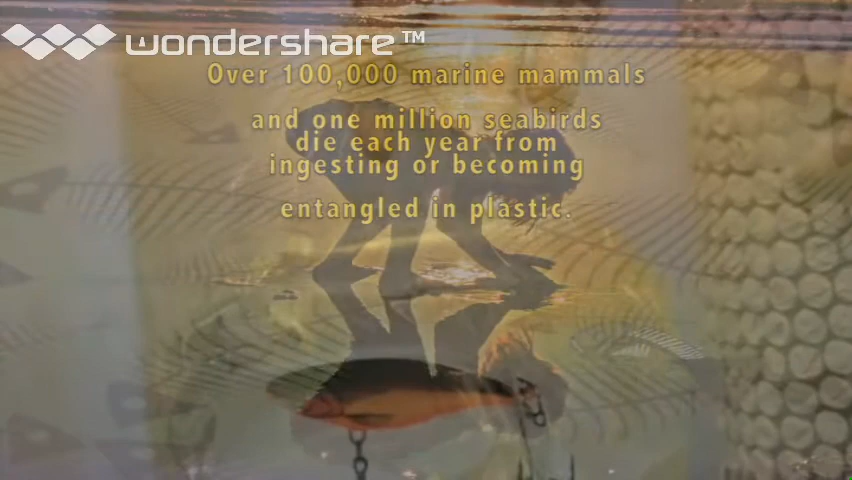 wondershare™
Over 100,000 marine mammals
and one million seabirds
die each year from
ingesting or becoming
entangled in plastic.